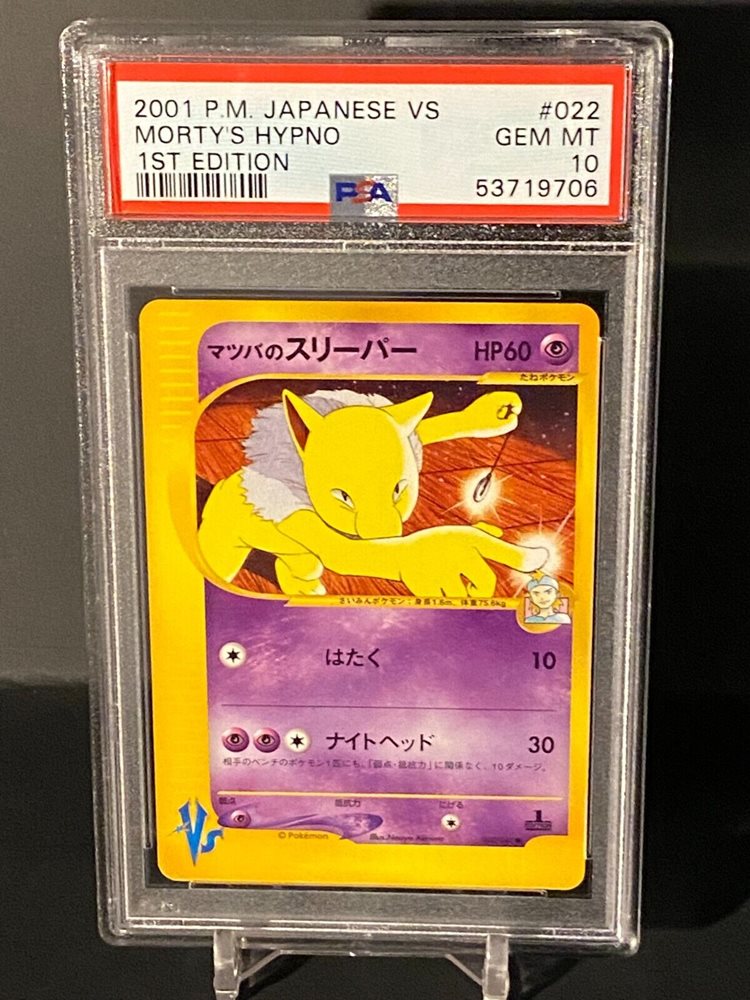 2001 P.M. JAPANESE VS #022
MORTY'S HYPNO GEM MT
1ST EDITION 10
PSA 53719706
マツバのスリーパー HP60
たねポケモン
さいみんポケモン：身長1.6m、体重75.6kg
はたく 10
ナイトヘッド 30
相手のベンチのポケモン1匹にも、「弱点・抵抗力」に関係なく、10ダメージ。
弱点 抵抗力 にげる
VS
1
EDITION
©Pokémon